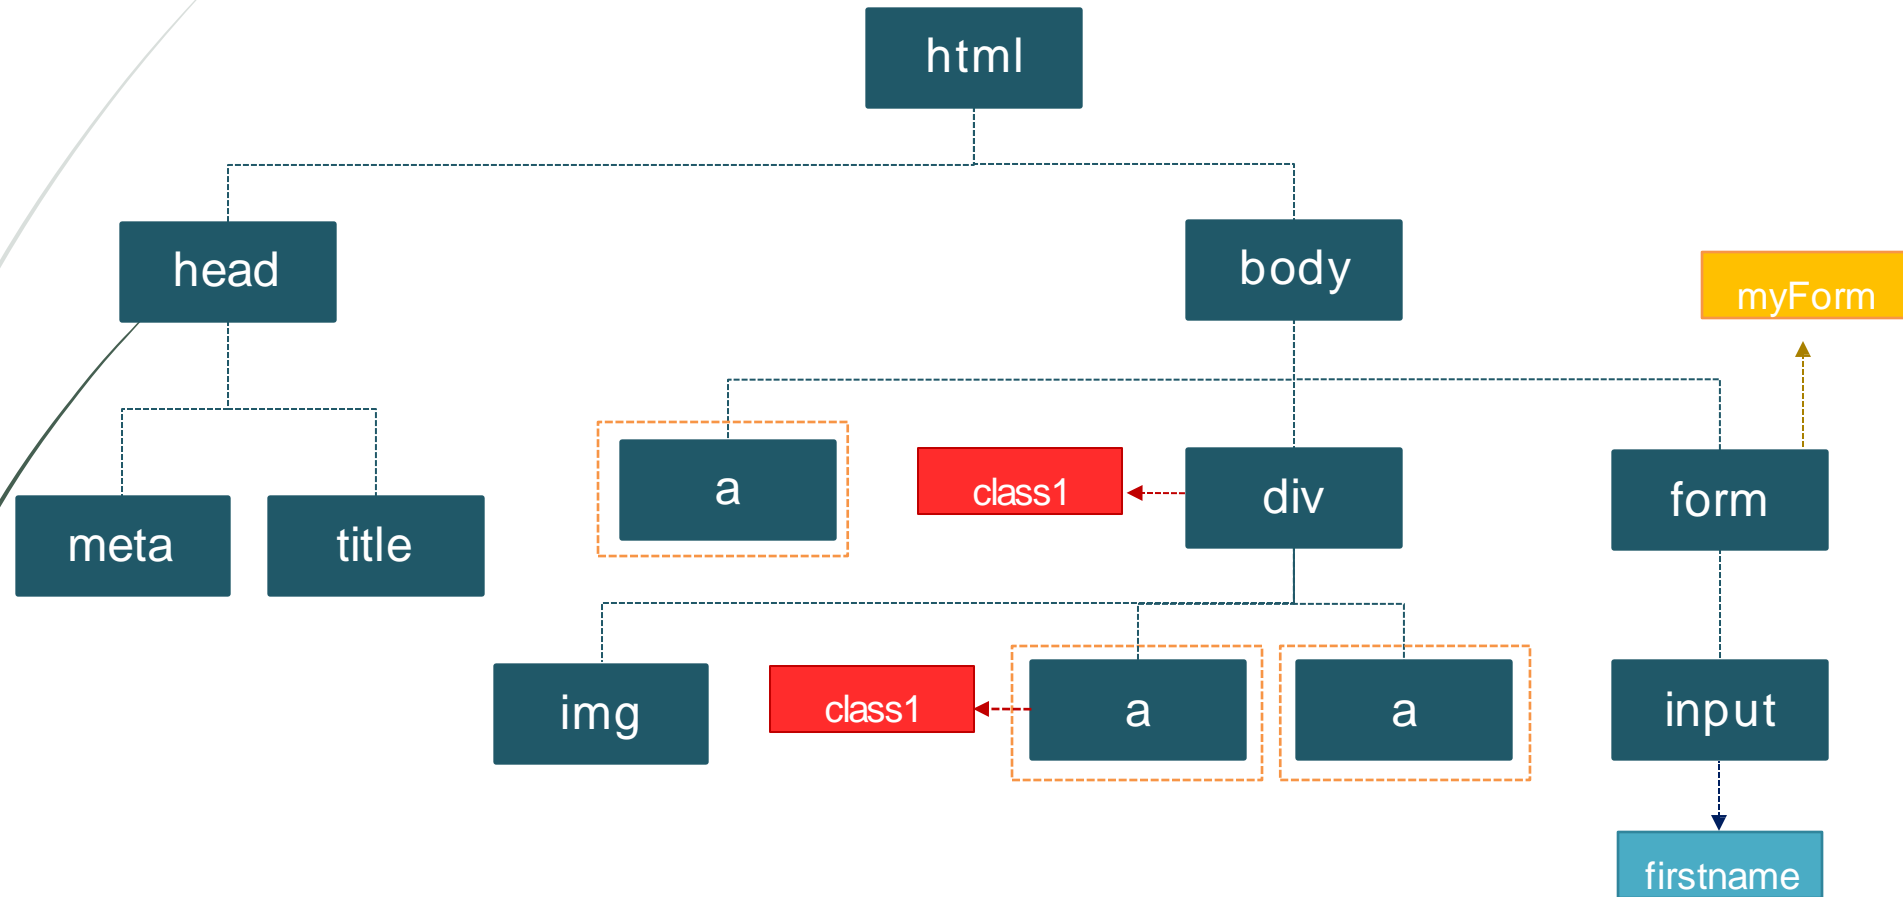 html
head
body
myForm
a
class1
div
form
meta
title
img
class1
a
a
input
firstname